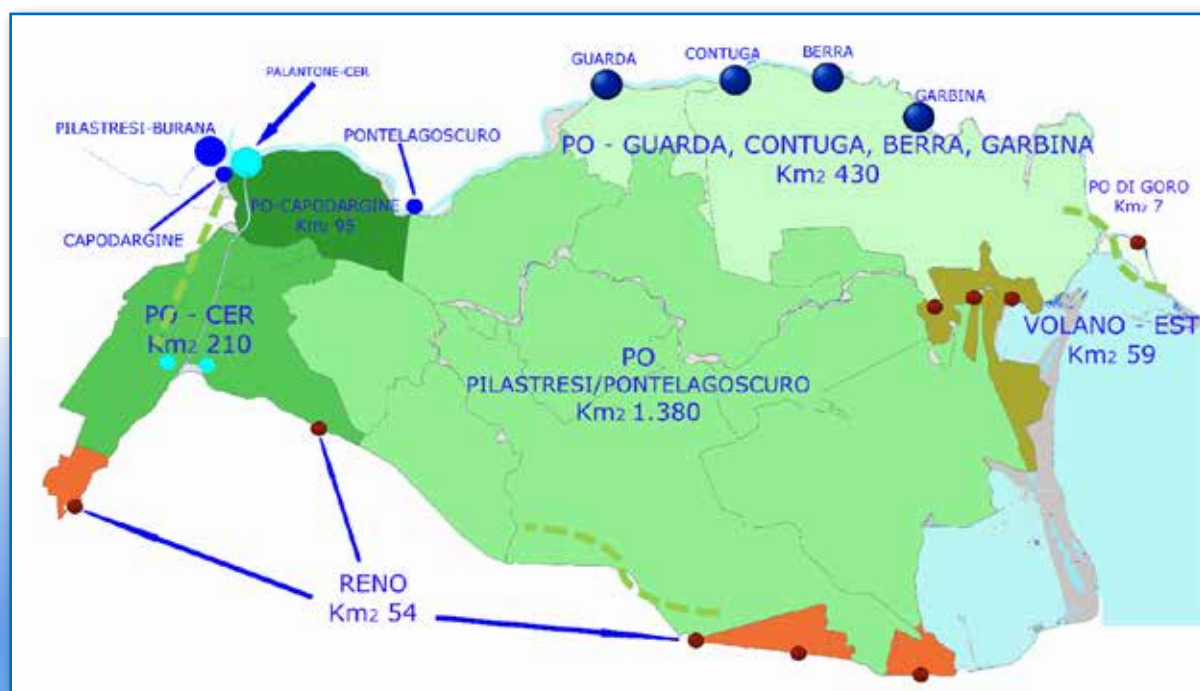 GUARDA
CONTUGA
BERRA
PALANTONE-CER
GARBINA
PILASTRESI-BURANA
PONTELAGOSCURO
PO - GUARDA, CONTUGA, BERRA, GARBINA
Km2 430
PO DI GORO
Km2 7
PO-CAPODARGINE
Km2 95
CAPODARGINE
PO - CER
Km2 210
VOLANO - EST
Km2 59
PO
PILASTRESI/PONTELAGOSCURO
Km2 1.380
RENO
Km2 54